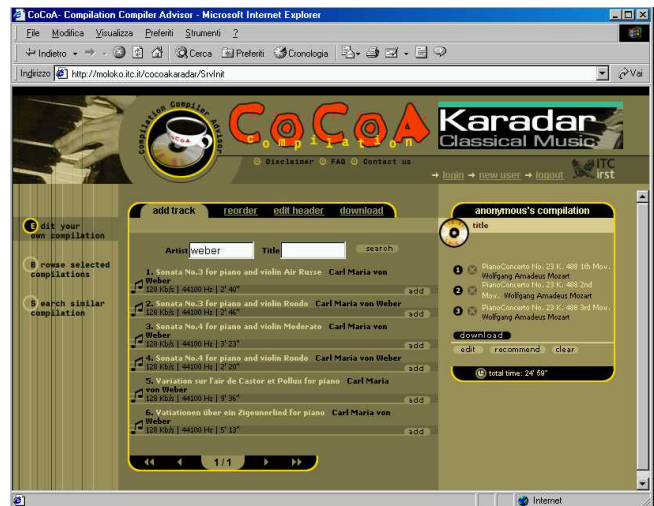 CoCoA- Compilation Compiler Advisor - Microsoft Internet Explorer
File Modifica Visualizza Preferiti Strumenti ?
Indietro Cerca Preferiti Cronologia
Indirizzo http://moloko.itc.it/cocoakaradar/SrvInit Vai
Compilation Compiler Advisor
CoCoA
CoCoA
Compilation
Karadar
Classical Music
Disclaimer FAQ Contact us
login new user logout
ITC
irst
Edit your
own compilation
Browse selected
compilations
Search similar
compilation
add track reorder edit header download
Artist weber Title search
1. Sonata No.3 for piano and violin Air Russe Carl Maria von
Weber
128 Kb/s | 44100 Hz | 2' 40" add
2. Sonata No.3 for piano and violin Rondo Carl Maria von Weber
128 Kb/s | 44100 Hz | 2' 46" add
3. Sonata No.4 for piano and violin Moderato Carl Maria von
Weber
128 Kb/s | 44100 Hz | 3' 23" add
4. Sonata No.4 for piano and violin Rondo Carl Maria von Weber
128 Kb/s | 44100 Hz | 2' 20" add
5. Variation sur l'air de Castor et Pollux for piano Carl Maria
von Weber
128 Kb/s | 44100 Hz | 9' 36" add
6. Vatiationen über ein Zigeunerlied for piano Carl Maria von
Weber
128 Kb/s | 44100 Hz | 5' 13" add
1/1
anonymous's compilation
title
1 PianoConcerto No. 23 K. 488 1th Mov.
Wolfgang Amadeus Mozart
2 PianoConcerto No. 23 K. 488 2nd
Mov. Wolfgang Amadeus Mozart
3 PianoConcerto No. 23 K. 488 3rd Mov.
Wolfgang Amadeus Mozart
download
edit recommend clear
total time: 24' 59"
Internet